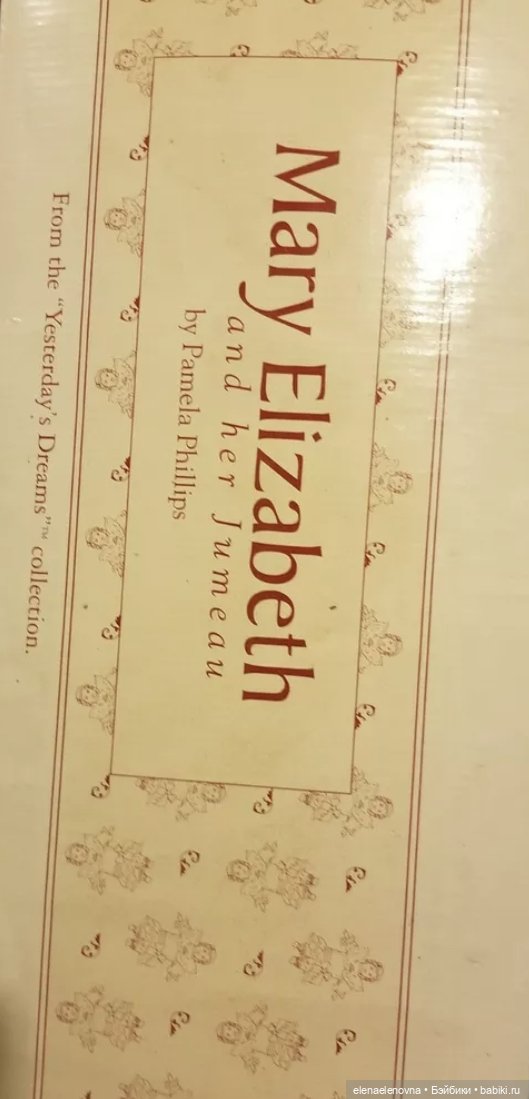 Mary Elizabeth
and her Jumeau
by Pamela Phillips
From the "Yesterday's Dreams"™ collection.
elenaelenovna • Бэйбики • babiki.ru